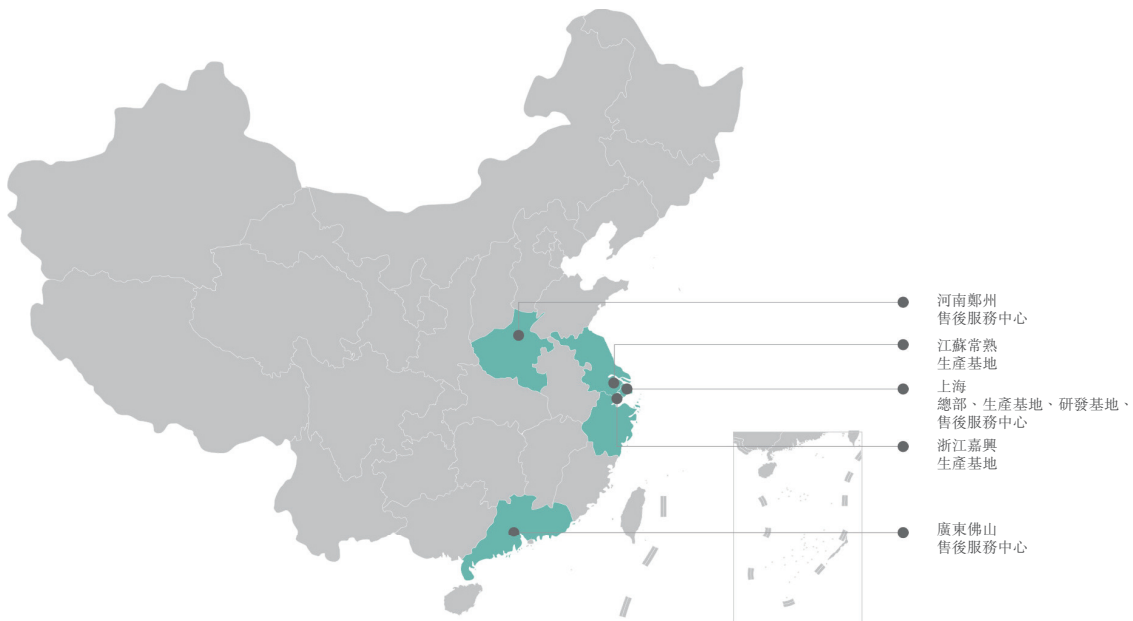 河南鄭州
售後服務中心
江蘇常熟
生產基地
上海
總部、生產基地、研發基地、
售後服務中心
浙江嘉興
生產基地
廣東佛山
售後服務中心